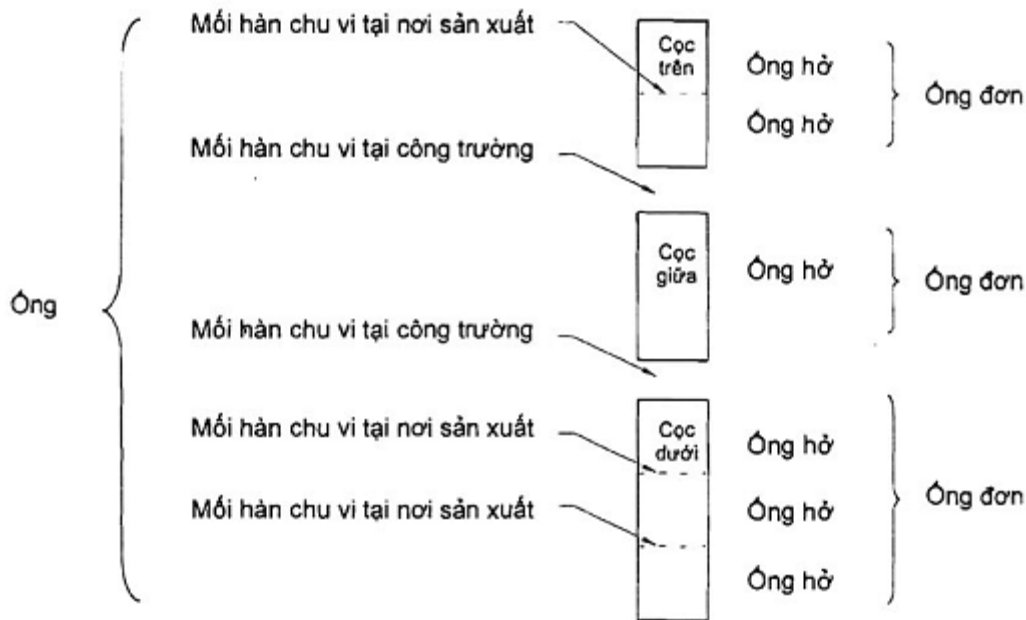 Mối hàn chu vi tại nơi sản xuất
Cọc
trên
Ống hở
Ống đơn
Ống hở
Mối hàn chu vi tại công trường
Cọc
giữa
Ống hở
Ống đơn
Ống
Mối hàn chu vi tại công trường
Mối hàn chu vi tại nơi sản xuất
Cọc
dưới
Ống hở
Mối hàn chu vi tại nơi sản xuất
Ống hở
Ống đơn
Ống hở